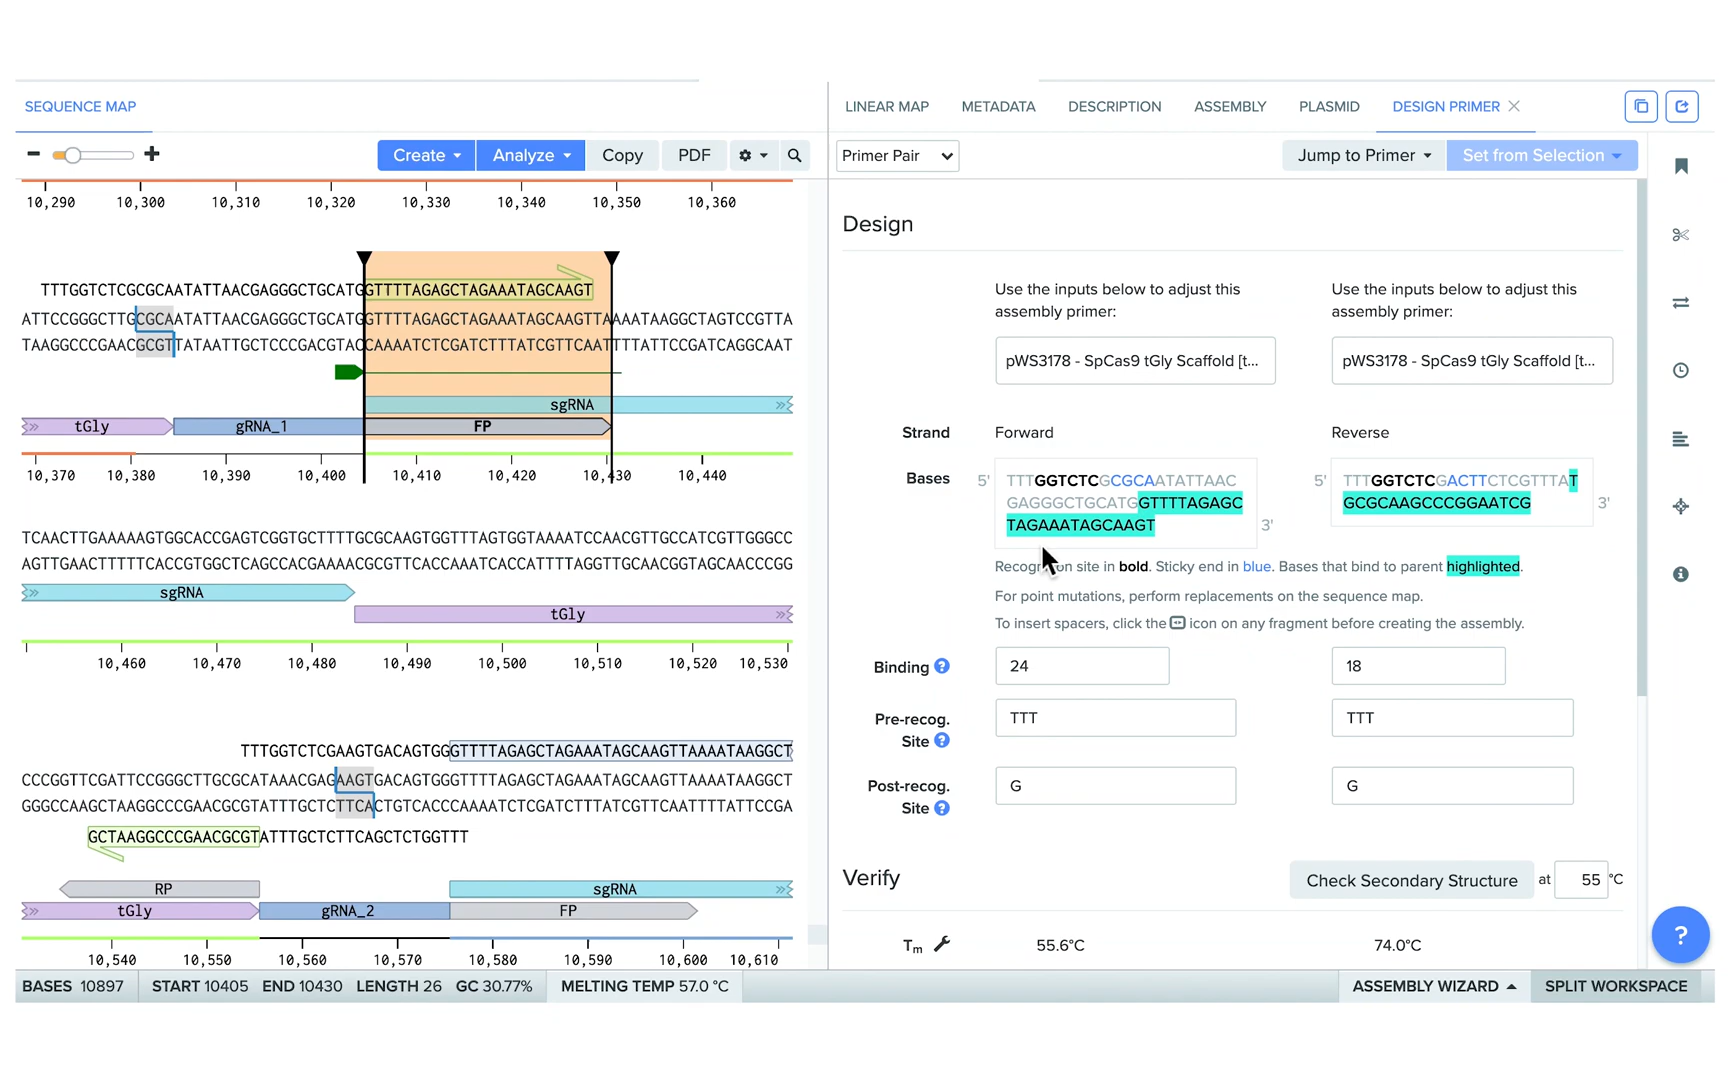 SEQUENCE MAP
LINEAR MAP METADATA DESCRIPTION ASSEMBLY PLASMID DESIGN PRIMER
Create Analyze Copy PDF
Primer Pair Jump to Primer Set from Selection
10,290 10,300 10,310 10,320 10,330 10,340 10,350 10,360
TTTGGTCTCGCGCAATATTAACGAGGGCTGCATGGTTTTAGAGCTAGAAATAGCAAGT
ATTCCGGGCTTGCGCAATATTAACGAGGGCTGCATGGTTTTAGAGCTAGAAATAGCAAGTTAAAATAAGGCTAGTCCGTTA
TAAGGCCCGAACGCGTTATAATTGCTCCCGACGTACCAAAATCTCGATCTTTATCGTTCAATTTTATTCCGATCAGGCAAT
sgRNA
tGly gRNA_1 FP
10,370 10,380 10,390 10,400 10,410 10,420 10,430 10,440
TCAACTTGAAAAAGTGGCACCGAGTCGGTGCTTTTGCGCAAGTGGTTTAGTGGTAAAATCCAACGTTGCCATCGTTGGGCC
AGTTGAACTTTTTCACCGTGGCTCAGCCACGAAAACGCGTTCACCAAATCACCATTTTAGGTTGCAACGGTAGCAACCCGG
sgRNA
tGly
10,460 10,470 10,480 10,490 10,500 10,510 10,520 10,530
TTTGGTCTCGAAGTGACAGTGGGTTTTAGAGCTAGAAATAGCAAGTTAAAATAAGGCT
CCCGGTTCGATTCCGGGCTTGCGCATAAACGAGAAGTGACAGTGGGTTTTAGAGCTAGAAATAGCAAGTTAAAATAAGGCT
GGGCCAAGCTAAGGCCCGAACGCGTATTTGCTCTTCACTGTCACCCAAAATCTCGATCTTTATCGTTCAATTTTATTCCGA
GCTAAGGCCCGAACGCGTATTTGCTCTTCAGCTCTGGTTT
RP sgRNA
tGly gRNA_2 FP
10,540 10,550 10,560 10,570 10,580 10,590 10,600 10,610
Design
Use the inputs below to adjust this
assembly primer:
Use the inputs below to adjust this
assembly primer:
pWS3178 - SpCas9 tGly Scaffold [t... pWS3178 - SpCas9 tGly Scaffold [t...
Strand Forward Reverse
Bases
5' TTTGGTCTCGCGCAATATTAAC
GAGGGCTGCATGGTTTTAGAGC
TAGAAATAGCAAGT 3'
5' TTTGGTCTCGACTTCTCGTTTAT
GCGCAAGCCCGGAATCG 3'
on site in bold. Sticky end in blue. Bases that bind to parent highlighted.
For point mutations, perform replacements on the sequence map.
To insert spacers, click the icon on any fragment before creating the assembly.
Binding ? 24 18
Pre-recog.
Site ? TTT TTT
Post-recog.
Site ? G G
Verify Check Secondary Structure at 55 °C
Tm 55.6°C 74.0°C
?
BASES 10897 START 10405 END 10430 LENGTH 26 GC 30.77% MELTING TEMP 57.0 °C ASSEMBLY WIZARD SPLIT WORKSPACE